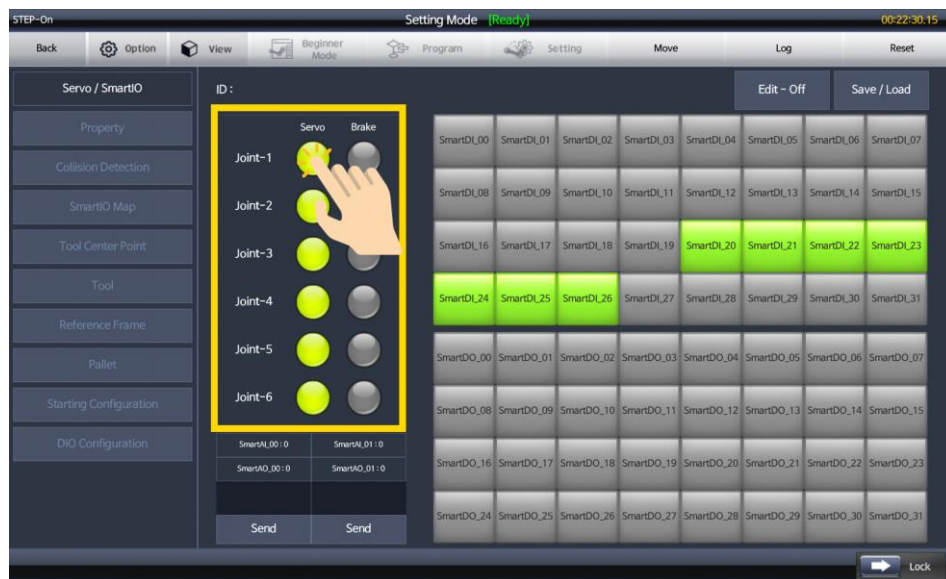 STEP-On Setting Mode [Ready] 00:22:30.15
Back Option View Beginner Mode Program Setting Move Log Reset
Servo / SmartIO
Property
Collision Detection
SmartIO Map
Tool Center Point
Tool
Reference Frame
Pallet
Starting Configuration
DIO Configuration
ID :
Edit - Off Save / Load
Servo Brake
Joint-1
Joint-2
Joint-3
Joint-4
Joint-5
Joint-6
SmartAI_00 : 0 SmartAI_01 : 0
SmartAO_00 : 0 SmartAO_01 : 0
Send Send
SmartDI_00 SmartDI_01 SmartDI_02 SmartDI_03 SmartDI_04 SmartDI_05 SmartDI_06 SmartDI_07
SmartDI_08 SmartDI_09 SmartDI_10 SmartDI_11 SmartDI_12 SmartDI_13 SmartDI_14 SmartDI_15
SmartDI_16 SmartDI_17 SmartDI_18 SmartDI_19 SmartDI_20 SmartDI_21 SmartDI_22 SmartDI_23
SmartDI_24 SmartDI_25 SmartDI_26 SmartDI_27 SmartDI_28 SmartDI_29 SmartDI_30 SmartDI_31
SmartDO_00 SmartDO_01 SmartDO_02 SmartDO_03 SmartDO_04 SmartDO_05 SmartDO_06 SmartDO_07
SmartDO_08 SmartDO_09 SmartDO_10 SmartDO_11 SmartDO_12 SmartDO_13 SmartDO_14 SmartDO_15
SmartDO_16 SmartDO_17 SmartDO_18 SmartDO_19 SmartDO_20 SmartDO_21 SmartDO_22 SmartDO_23
SmartDO_24 SmartDO_25 SmartDO_26 SmartDO_27 SmartDO_28 SmartDO_29 SmartDO_30 SmartDO_31
Lock